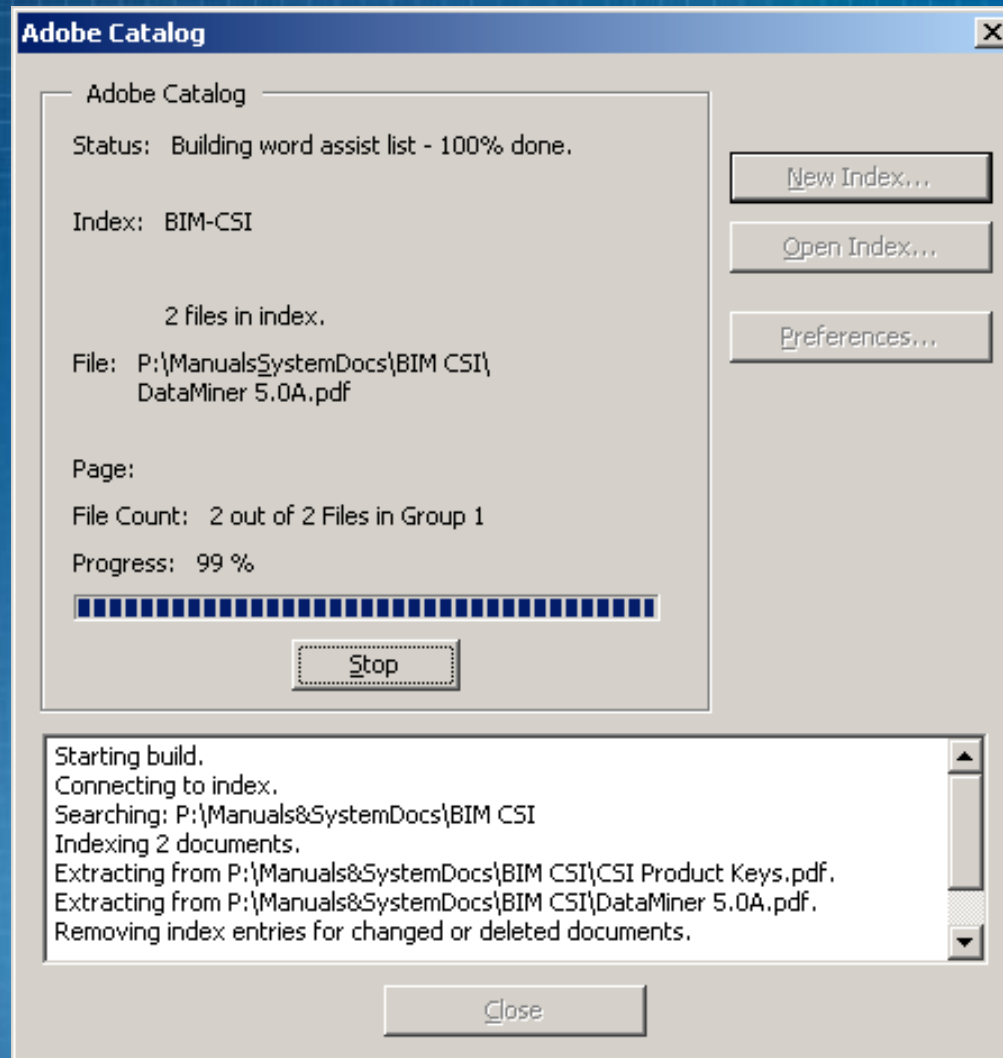 Adobe Catalog
Adobe Catalog
Status: Building word assist list - 100% done.
New Index...
Index: BIM-CSI
Open Index...
2 files in index.
Preferences...
File: P:\ManualsSystemDocs\BIM CSI\
DataMiner 5.0A.pdf
Page:
File Count: 2 out of 2 Files in Group 1
Progress: 99 %
Stop
Starting build.
Connecting to index.
Searching: P:\Manuals&SystemDocs\BIM CSI
Indexing 2 documents.
Extracting from P:\Manuals&SystemDocs\BIM CSI\CSI Product Keys.pdf.
Extracting from P:\Manuals&SystemDocs\BIM CSI\DataMiner 5.0A.pdf.
Removing index entries for changed or deleted documents.
Close